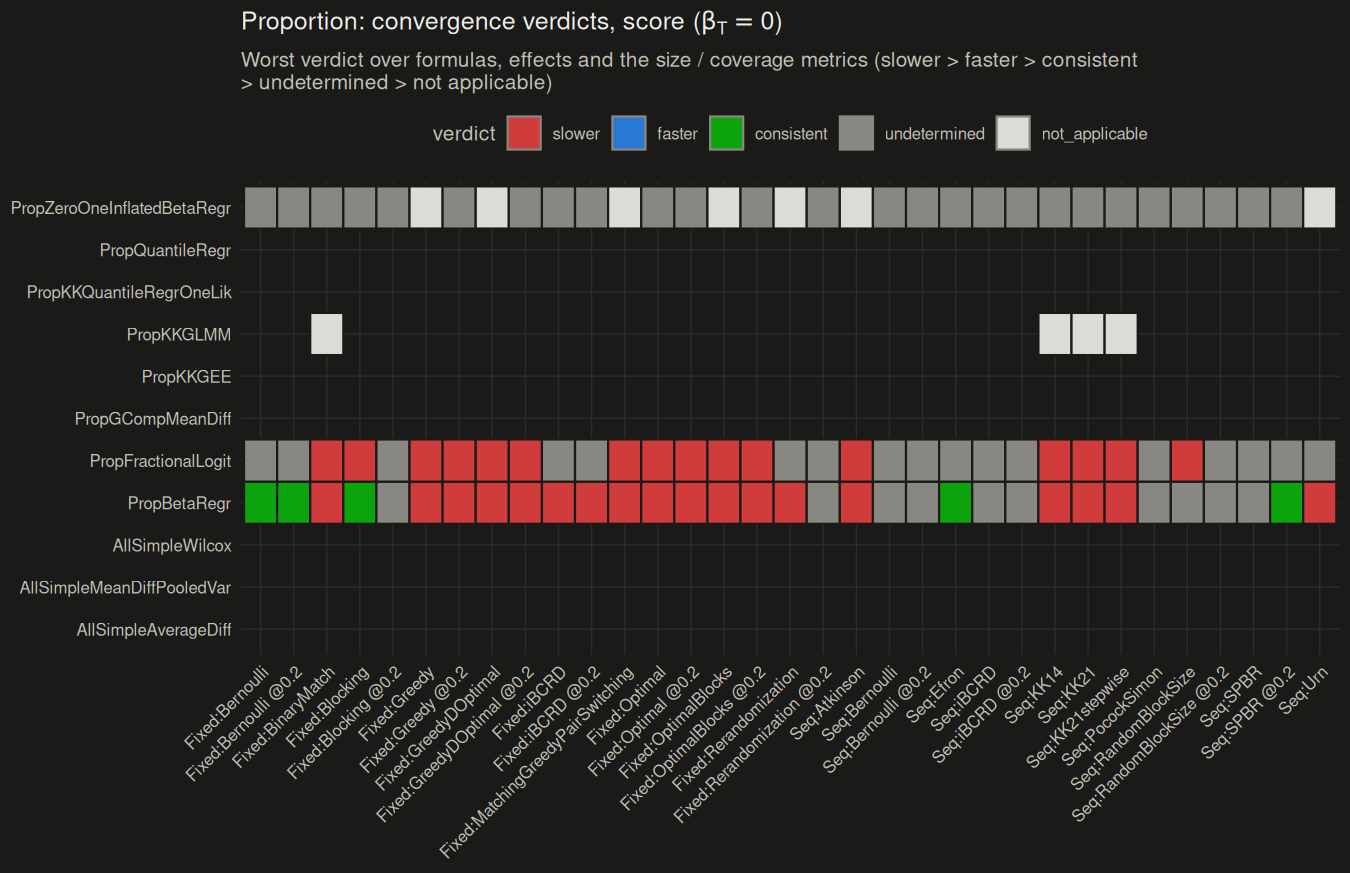 Proportion: convergence verdicts, score (βT = 0)
Worst verdict over formulas, effects and the size / coverage metrics (slower > faster > consistent
> undetermined > not applicable)
verdict slower faster consistent undetermined not_applicable
PropZeroOneInflatedBetaRegr
PropQuantileRegr
PropKKQuantileRegrOneLik
PropKKGLMM
PropKKGEE
PropGCompMeanDiff
PropFractionalLogit
PropBetaRegr
AllSimpleWilcox
AllSimpleMeanDiffPooledVar
AllSimpleAverageDiff
Fixed:Bernoulli
Fixed:Bernoulli @0.2
Fixed:BinaryMatch
Fixed:Blocking
Fixed:Blocking @0.2
Fixed:Greedy
Fixed:Greedy @0.2
Fixed:GreedyDOptimal
Fixed:GreedyDOptimal @0.2
Fixed:iBCRD
Fixed:iBCRD @0.2
Fixed:MatchingGreedyPairSwitching
Fixed:Optimal
Fixed:Optimal @0.2
Fixed:OptimalBlocks
Fixed:OptimalBlocks @0.2
Fixed:Rerandomization
Fixed:Rerandomization @0.2
Seq:Atkinson
Seq:Bernoulli
Seq:Bernoulli @0.2
Seq:Efron
Seq:iBCRD
Seq:iBCRD @0.2
Seq:KK14
Seq:KK21
Seq:KK21stepwise
Seq:PocockSimon
Seq:RandomBlockSize
Seq:RandomBlockSize @0.2
Seq:SPBR
Seq:SPBR @0.2
Seq:Urn